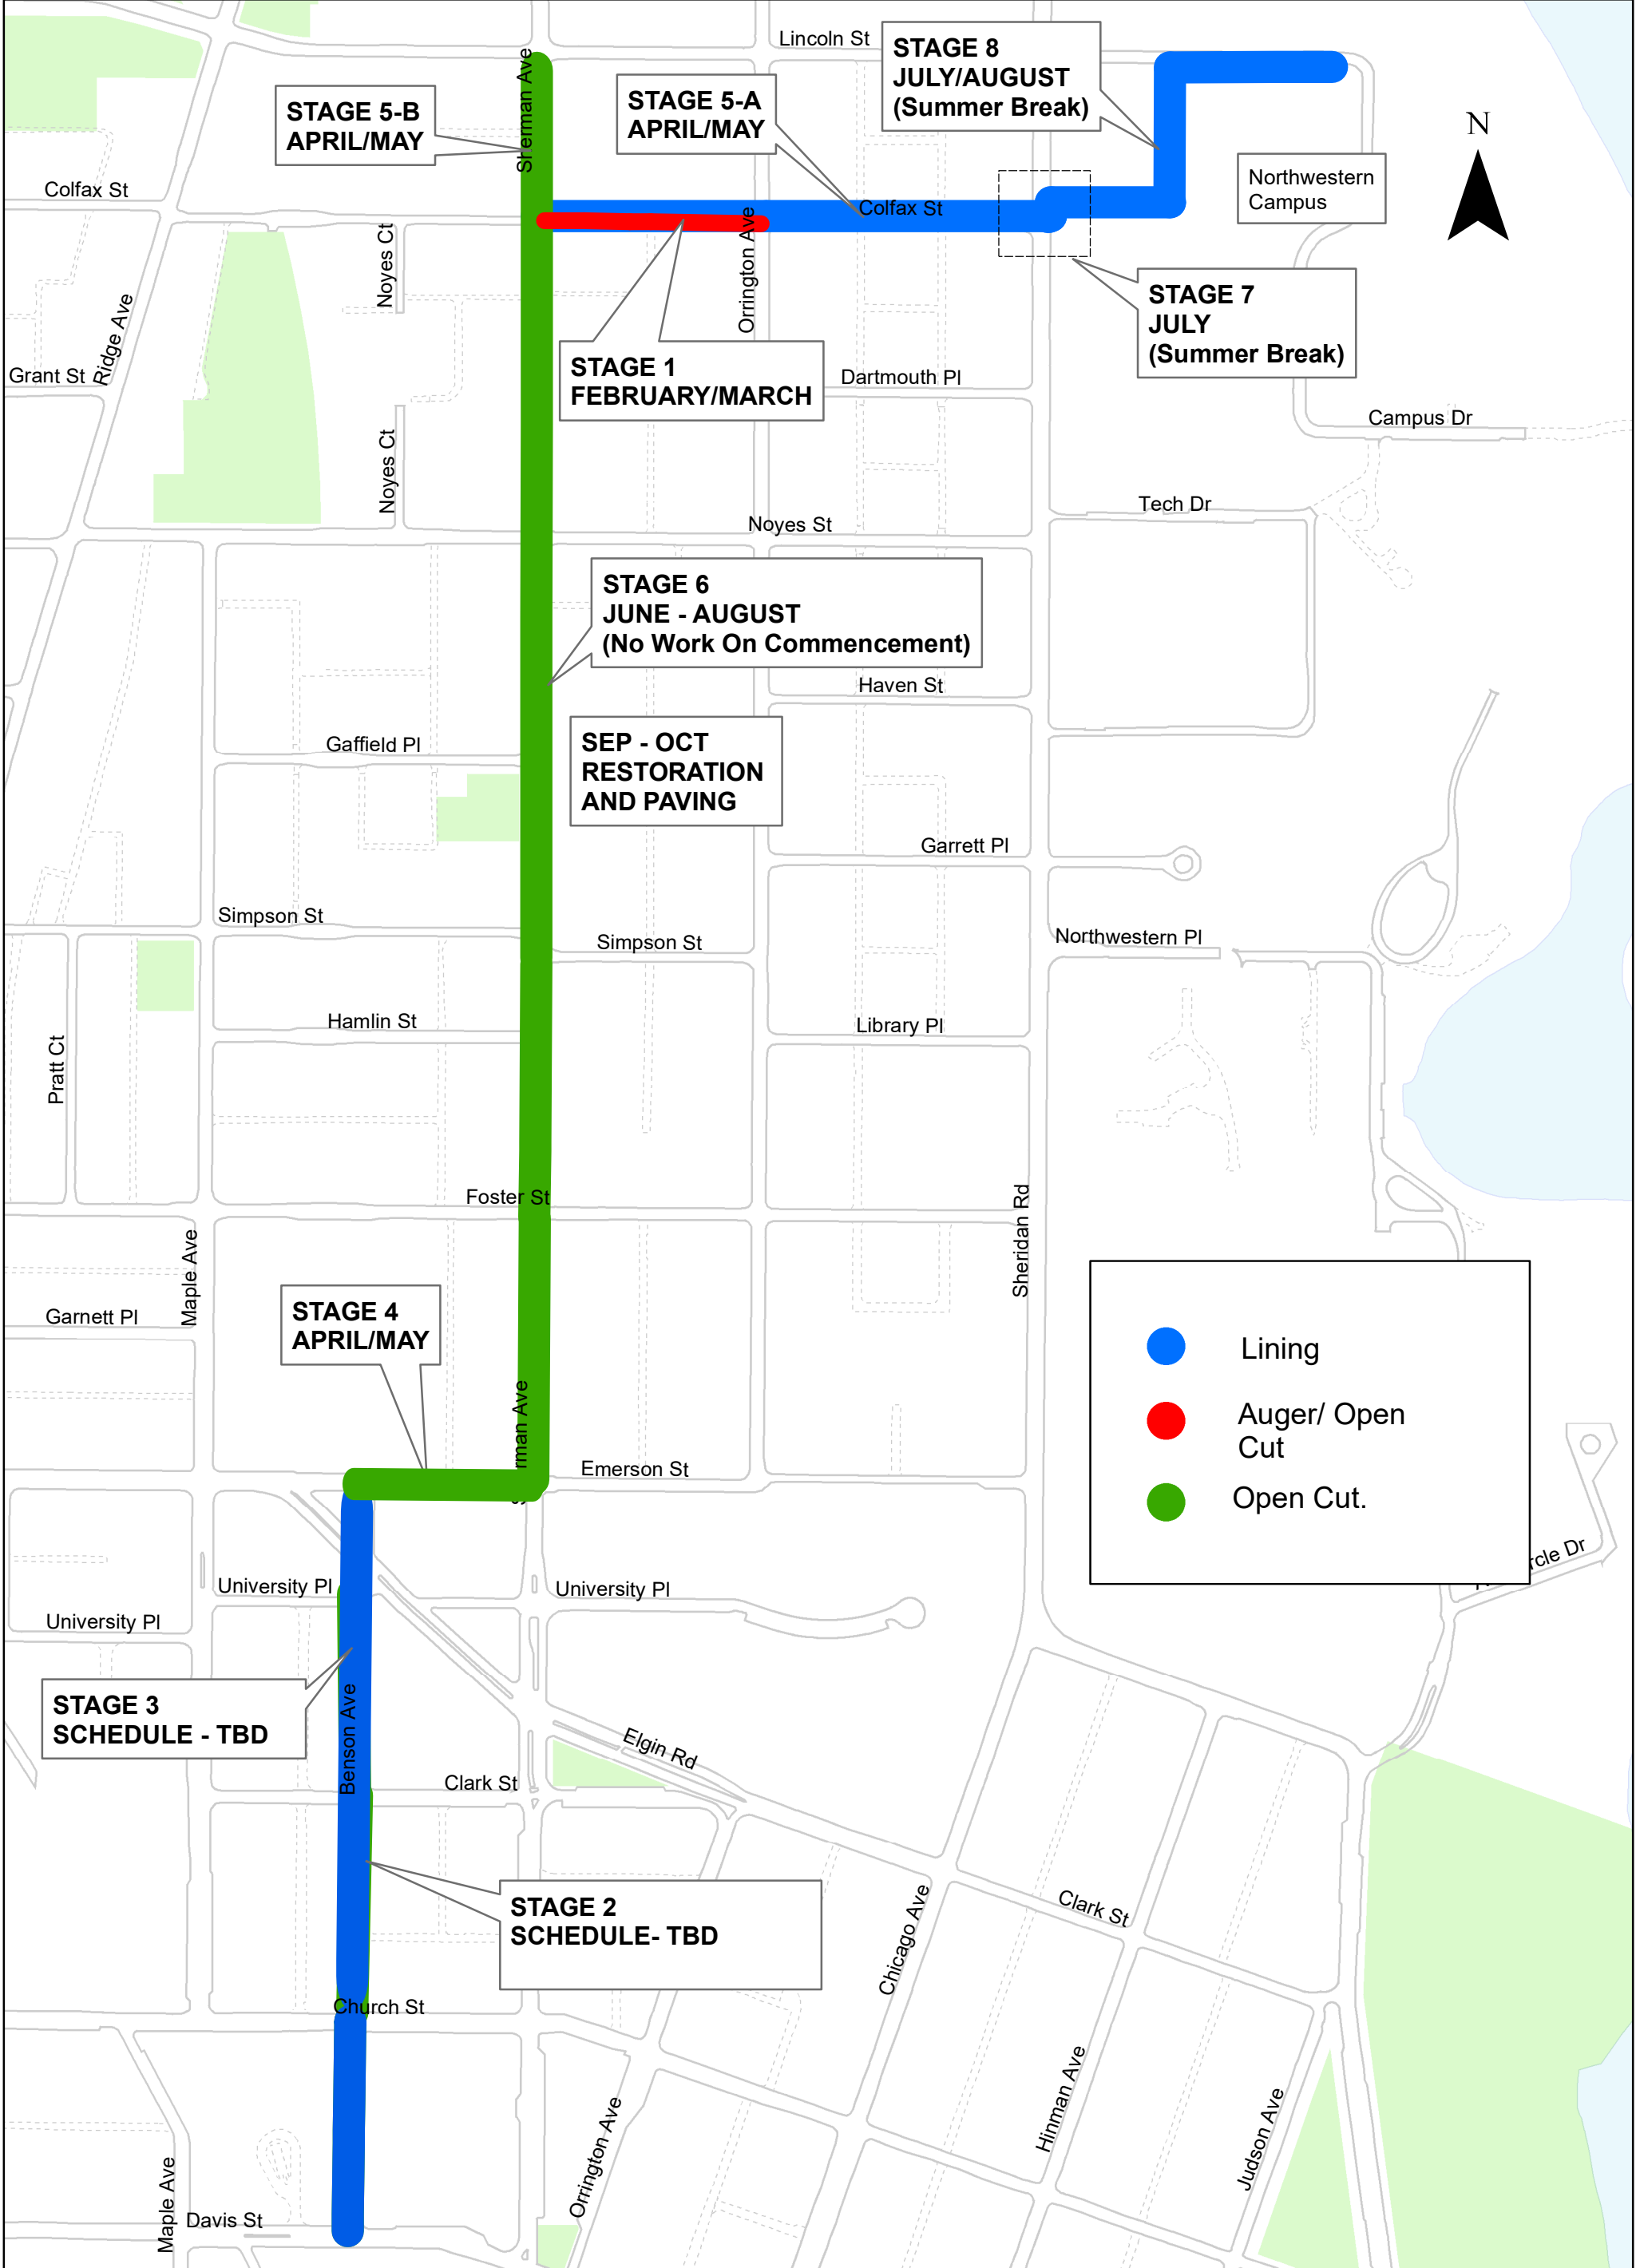 Lincoln St
STAGE 8
JULY/AUGUST
(Summer Break)
STAGE 5-A
APRIL/MAY
STAGE 5-B
APRIL/MAY
Sherman Ave
N
Northwestern
Campus
Colfax St
Colfax St
Noyes Ct
Orrington Ave
Ridge Ave
STAGE 7
JULY
(Summer Break)
STAGE 1
FEBRUARY/MARCH
Grant St
Dartmouth Pl
Campus Dr
Noyes Ct
Tech Dr
Noyes St
STAGE 6
JUNE - AUGUST
(No Work On Commencement)
Haven St
SEP - OCT
RESTORATION
AND PAVING
Gaffield Pl
Garrett Pl
Simpson St
Simpson St
Northwestern Pl
Hamlin St
Library Pl
Pratt Ct
Foster St
Sheridan Rd
Maple Ave
Garnett Pl
STAGE 4
APRIL/MAY
Lining
Auger/ Open
Cut
Open Cut.
rman Ave
Emerson St
rcle Dr
University Pl
University Pl
University Pl
STAGE 3
SCHEDULE - TBD
Benson Ave
Elgin Rd
Clark St
STAGE 2
SCHEDULE- TBD
Clark St
Chicago Ave
Church St
Hinman Ave
Judson Ave
Orrington Ave
Maple Ave
Davis St